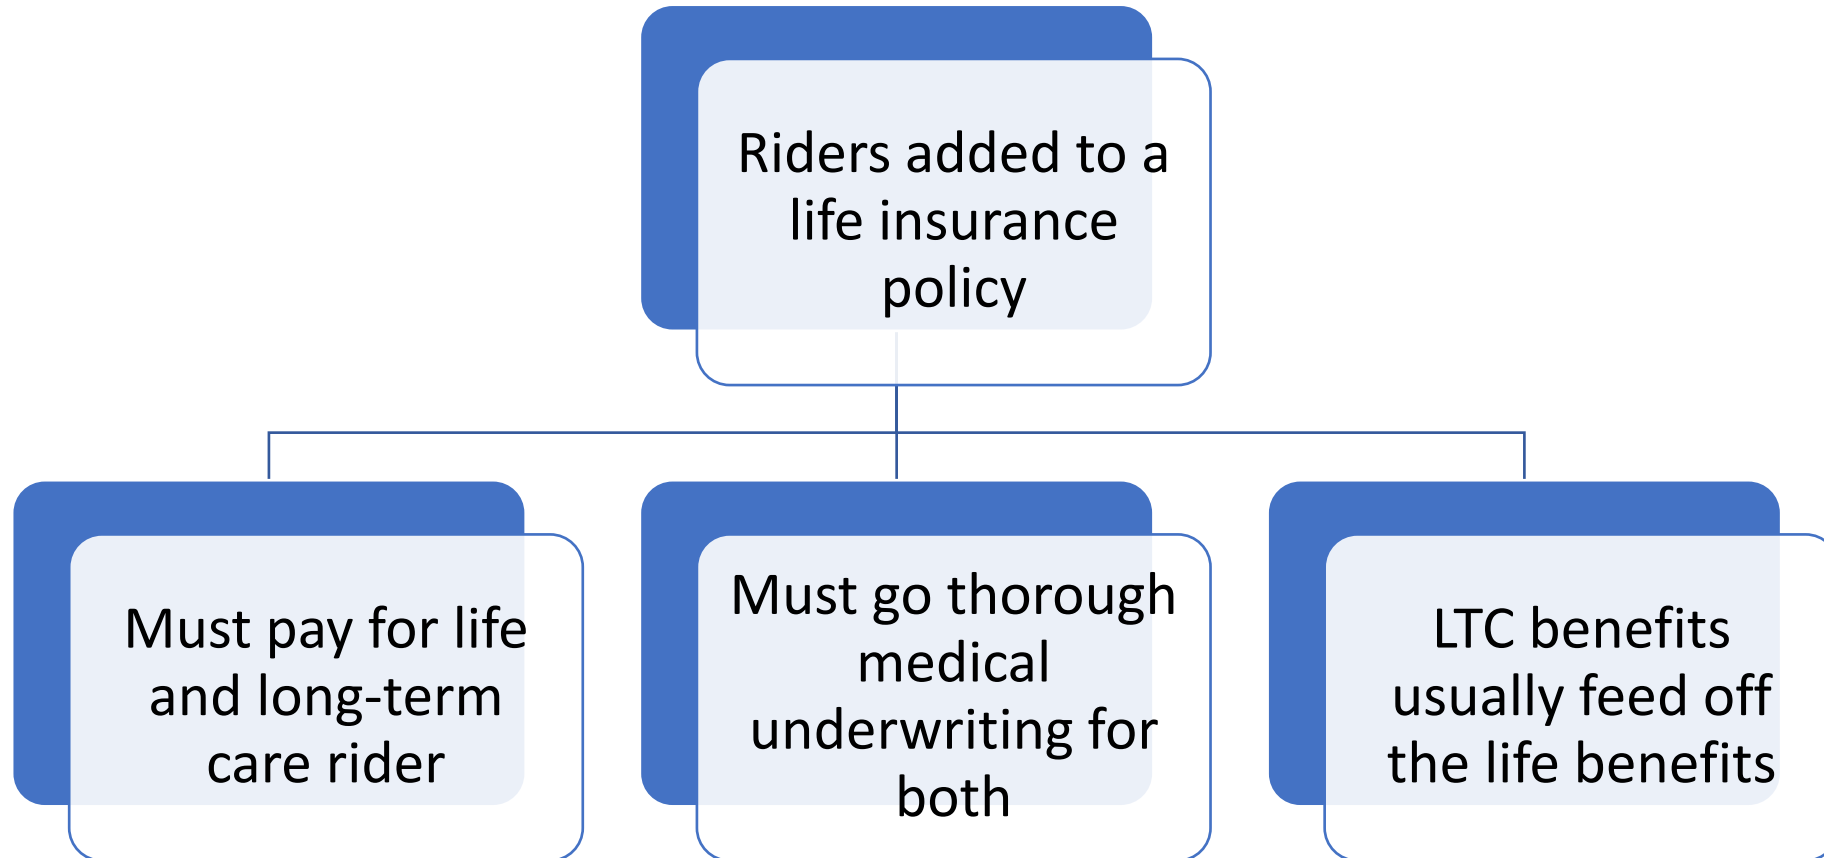 Riders added to a
life insurance
policy
Must pay for life
and long-term
care rider
Must go thorough
medical
underwriting for
both
LTC benefits
usually feed off
the life benefits